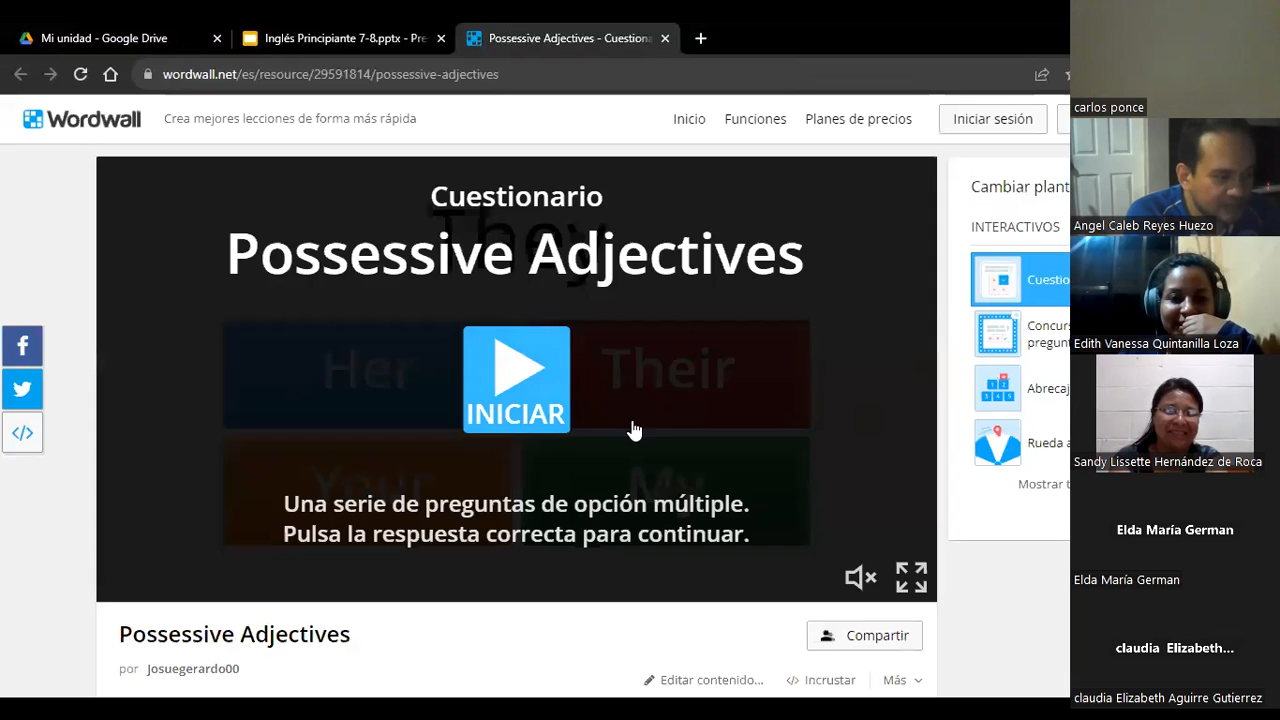 Mi unidad - Google Drive
Inglés Principiante 7-8.pptx - Pre
Possessive Adjectives - Cuestion
wordwall.net/es/resource/29591814/possessive-adjectives
Wordwall
Crea mejores lecciones de forma más rápida
Inicio
Funciones
Planes de precios
Iniciar sesión
Cuestionario
They
Possessive Adjectives
Her
Their
INICIAR
My
Una serie de preguntas de opción múltiple.
Pulsa la respuesta correcta para continuar.
Possessive Adjectives
Compartir
por Josuegerardo00
Editar contenido...
Incrustar
Más
Cambiar plant
INTERACTIVOS
Cuestio
Concurs
pregunt
Abrecaj
Rueda a
Mostrar t
carlos ponce
Angel Caleb Reyes Huezo
Edith Vanessa Quintanilla Loza
Sandy Lissette Hernández de Roca
Elda María German
Elda María German
claudia Elizabeth...
claudia Elizabeth Aguirre Gutierrez